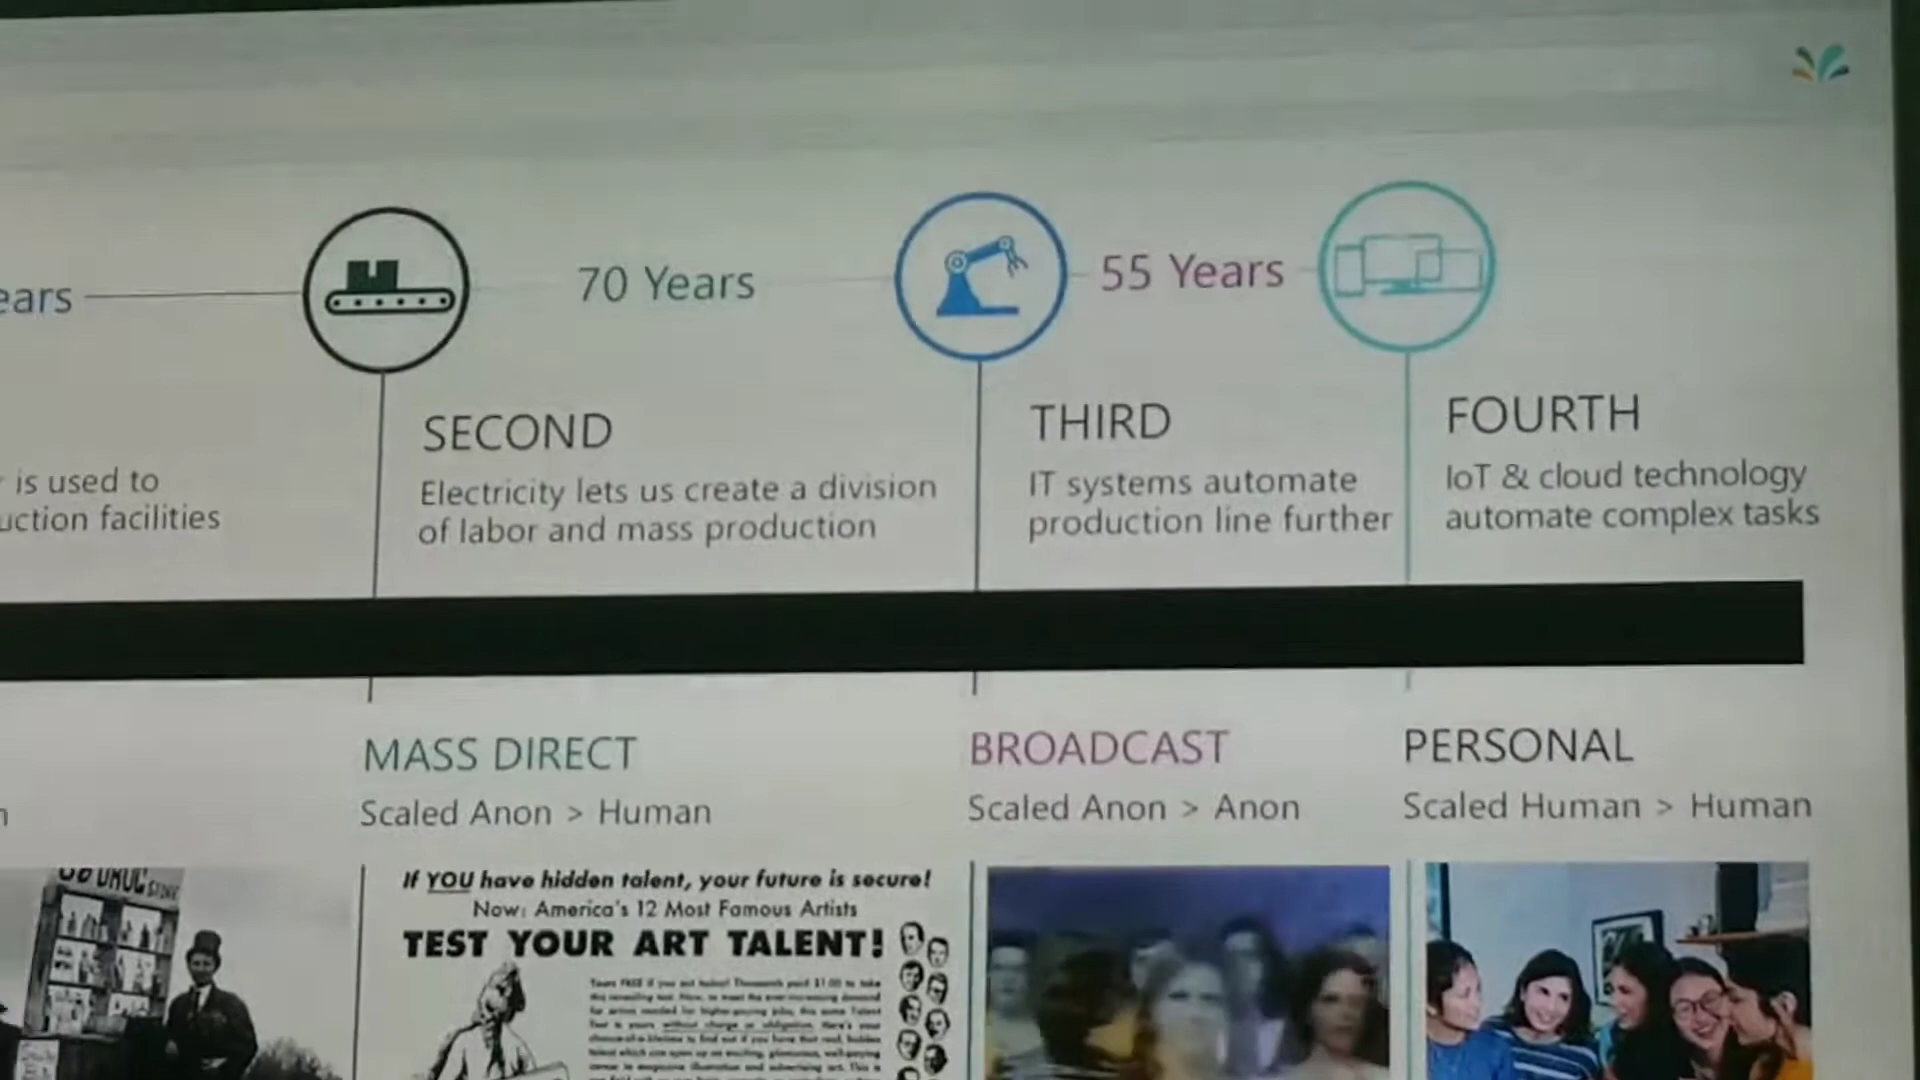 ears
70 Years
55 Years
SECOND
THIRD
FOURTH
is used to
uction facilities
Electricity lets us create a division
of labor and mass production
IT systems automate
production line further
IoT & cloud technology
automate complex tasks
MASS DIRECT
BROADCAST
PERSONAL
Scaled Anon > Human
Scaled Anon > Anon
Scaled Human > Human
If YOU have hidden talent, your future is secure!
Now: America's 12 Most Famous Artists
TEST YOUR ART TALENT!